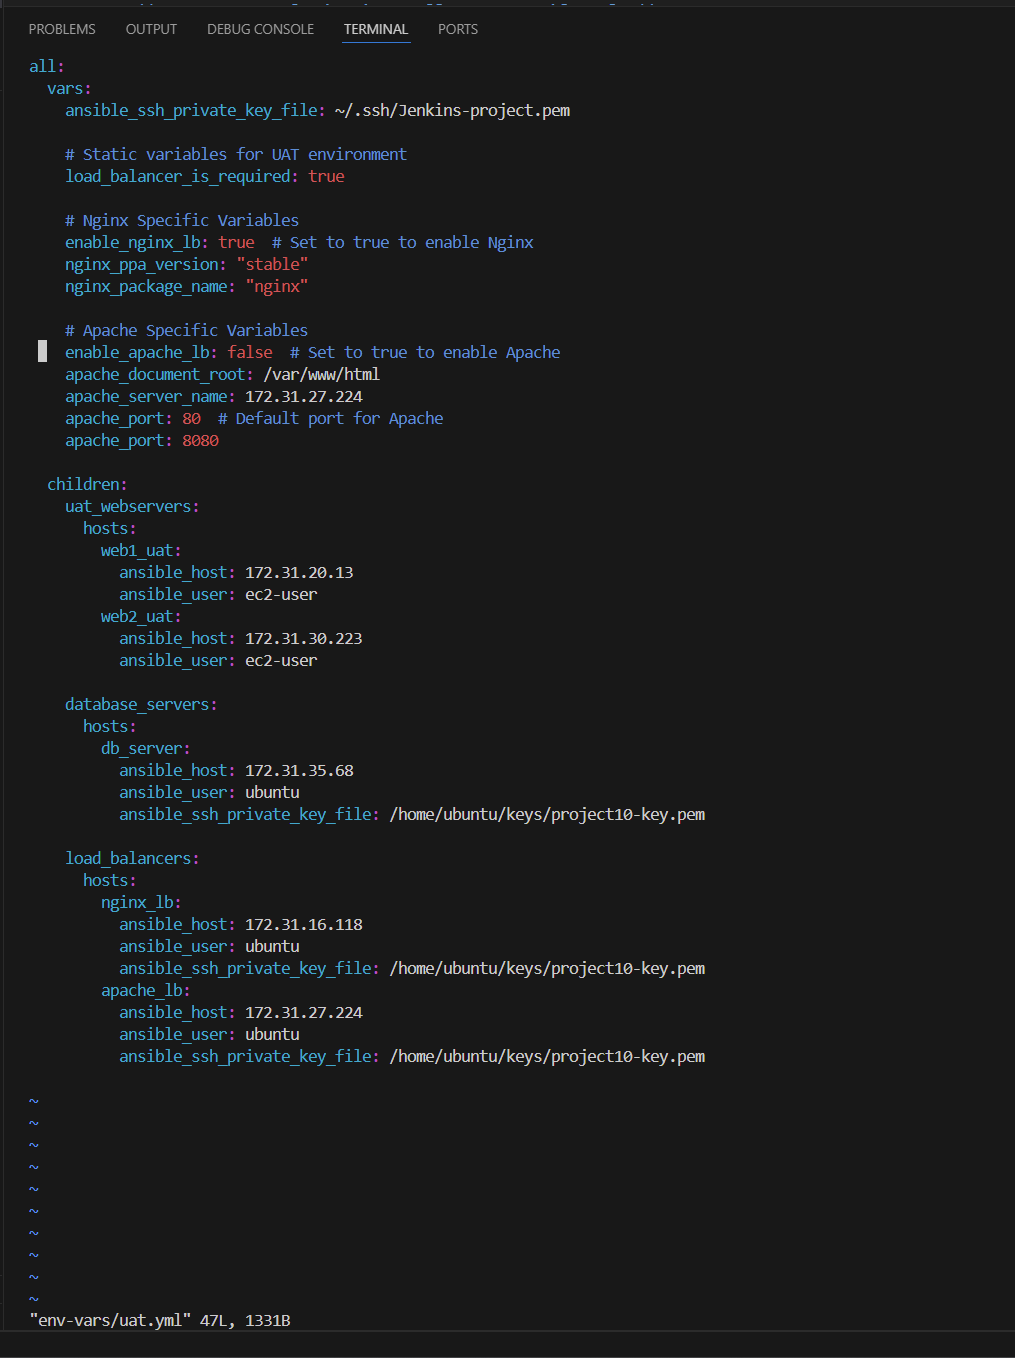 PROBLEMS OUTPUT DEBUG CONSOLE TERMINAL PORTS
all:
  vars:
    ansible_ssh_private_key_file: ~/.ssh/Jenkins-project.pem

    # Static variables for UAT environment
    load_balancer_is_required: true

    # Nginx Specific Variables
    enable_nginx_lb: true  # Set to true to enable Nginx
    nginx_ppa_version: "stable"
    nginx_package_name: "nginx"

    # Apache Specific Variables
    enable_apache_lb: false  # Set to true to enable Apache
    apache_document_root: /var/www/html
    apache_server_name: 172.31.27.224
    apache_port: 80  # Default port for Apache
    apache_port: 8080

  children:
    uat_webservers:
      hosts:
        web1_uat:
          ansible_host: 172.31.20.13
          ansible_user: ec2-user
        web2_uat:
          ansible_host: 172.31.30.223
          ansible_user: ec2-user

    database_servers:
      hosts:
        db_server:
          ansible_host: 172.31.35.68
          ansible_user: ubuntu
          ansible_ssh_private_key_file: /home/ubuntu/keys/project10-key.pem

    load_balancers:
      hosts:
        nginx_lb:
          ansible_host: 172.31.16.118
          ansible_user: ubuntu
          ansible_ssh_private_key_file: /home/ubuntu/keys/project10-key.pem
        apache_lb:
          ansible_host: 172.31.27.224
          ansible_user: ubuntu
          ansible_ssh_private_key_file: /home/ubuntu/keys/project10-key.pem

~
~
~
~
~
~
~
~
~
~
"env-vars/uat.yml" 47L, 1331B